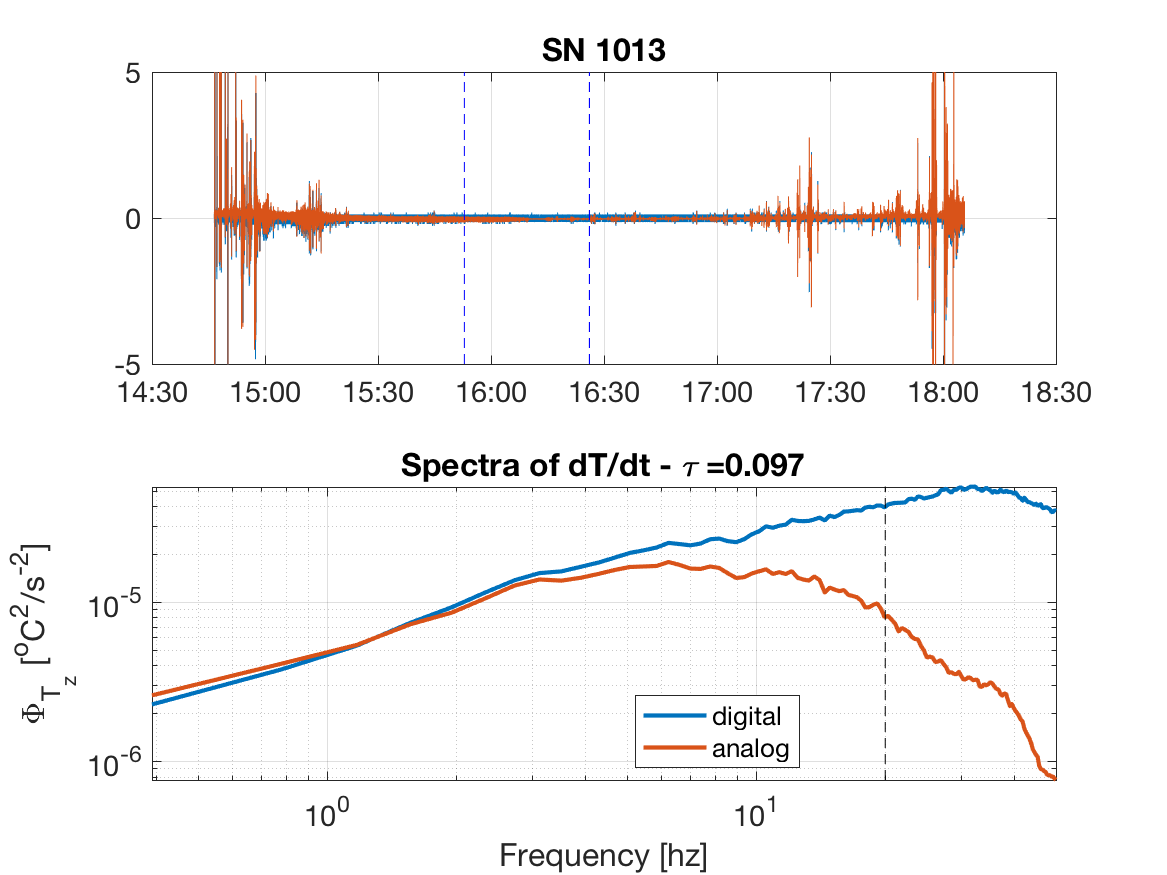 SN 1013
5
0
-5
14:30 15:00 15:30 16:00 16:30 17:00 17:30 18:00 18:30
Spectra of dT/dt - τ =0.097
Φ_T_z [°C²/s⁻²]
10⁻⁵
10⁻⁶
digital
analog
10⁰ 10¹
Frequency [hz]